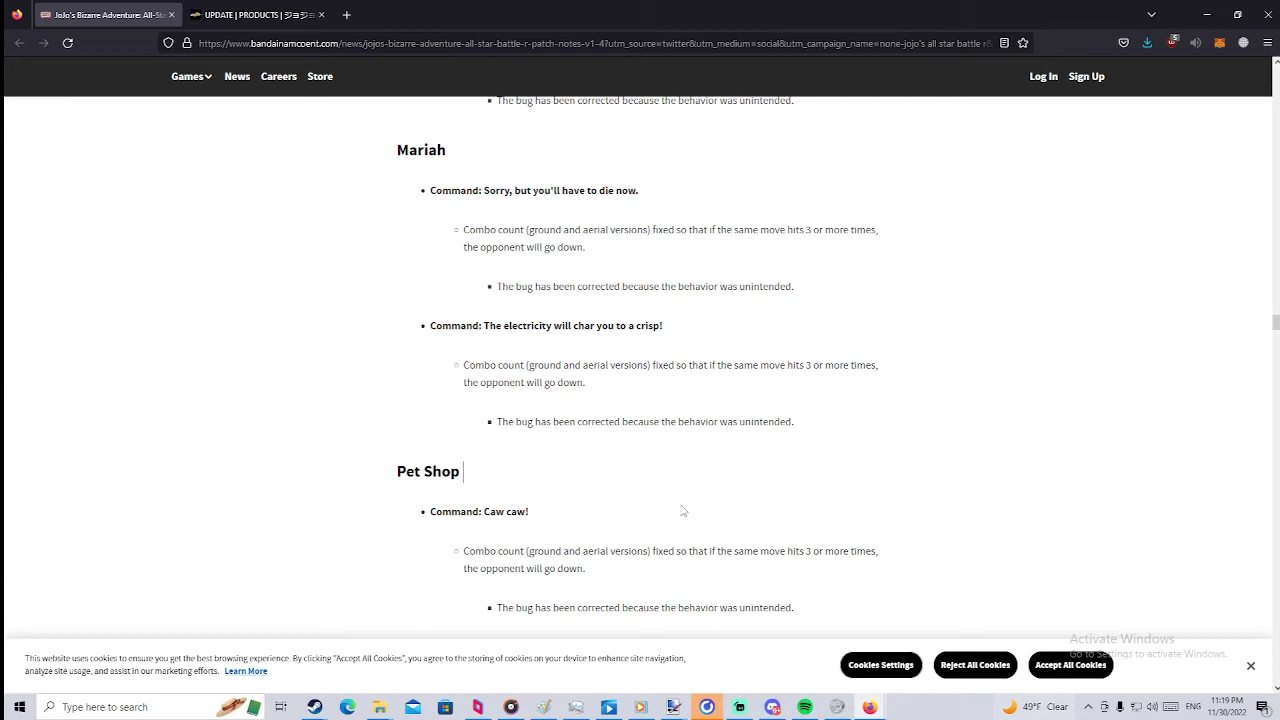 JoJo's Bizarre Adventure: All-Sta
UPDATE | PRODUCTS | ジョジョ
https://www.bandainamcoent.com/news/jojos-bizarre-adventure-all-star-battle-r-patch-notes-v1-4?utm_source=twitter&utm_medium=social&utm_campaign_name=none-jojo's all star battle r
Games News Careers Store Log In Sign Up
The bug has been corrected because the behavior was unintended.
Mariah
Command: Sorry, but you'll have to die now.
Combo count (ground and aerial versions) fixed so that if the same move hits 3 or more times,
the opponent will go down.
The bug has been corrected because the behavior was unintended.
Command: The electricity will char you to a crisp!
Combo count (ground and aerial versions) fixed so that if the same move hits 3 or more times,
the opponent will go down.
The bug has been corrected because the behavior was unintended.
Pet Shop
Command: Caw caw!
Combo count (ground and aerial versions) fixed so that if the same move hits 3 or more times,
the opponent will go down.
The bug has been corrected because the behavior was unintended.
Activate Windows
Go to Settings to activate Windows.
This website uses cookies to ensure you get the best browsing experience. By clicking "Accept All Cookies", you agree to the storing of cookies on your device to enhance site navigation,
analyze site usage, and assist in our marketing efforts. Learn More
Cookies Settings Reject All Cookies Accept All Cookies
Type here to search
49°F Clear
11:19 PM
11/30/2022